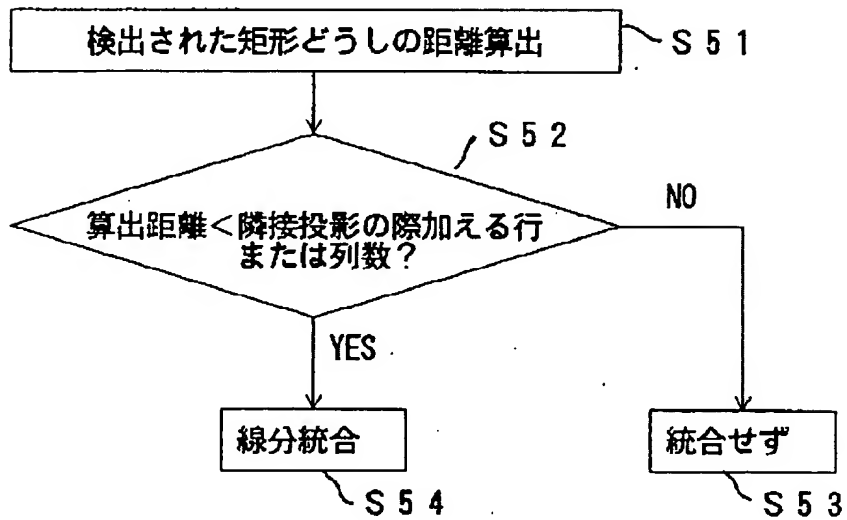 検出された矩形どうしの距離算出
S51
S52
算出距離<隣接投影の際加える行
または列数?
NO
YES
線分統合
統合せず
S54
S53